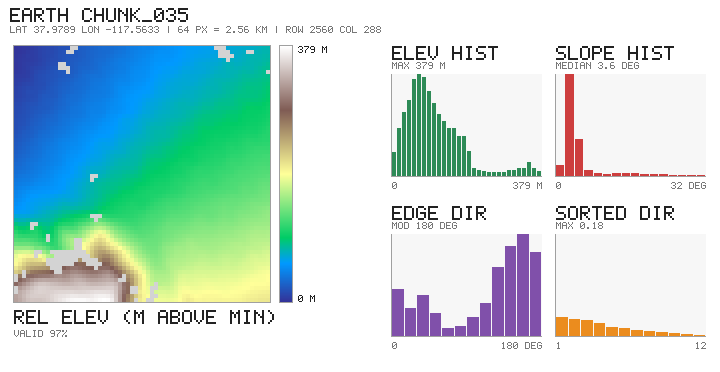 EARTH CHUNK_035
LAT 37.9789 LON -117.5633 | 64 PX = 2.56 KM | ROW 2560 COL 288
379 M
0 M
REL ELEV (M ABOVE MIN)
VALID 97%
ELEV HIST
MAX 379 M
0 379 M
SLOPE HIST
MEDIAN 3.6 DEG
0 32 DEG
EDGE DIR
MOD 180 DEG
0 180 DEG
SORTED DIR
MAX 0.18
1 12